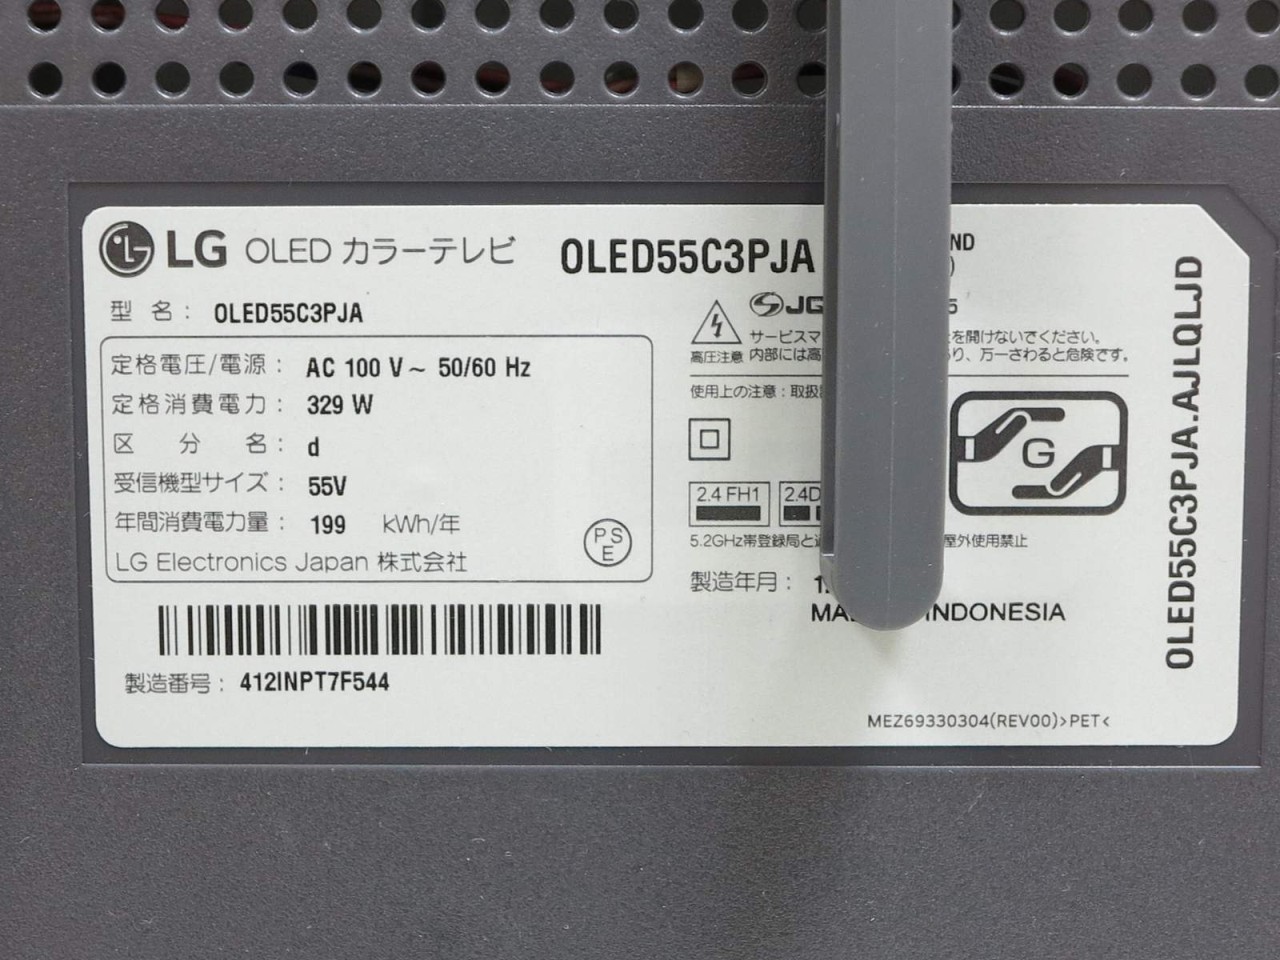 LG OLED カラーテレビ OLED55C3PJA
型 名： OLED55C3PJA
定格電圧/電源： AC 100 V ~ 50/60 Hz
定格消費電力： 329 W
区 分 名： d
受信機型サイズ： 55V
年間消費電力量： 199 kWh/年
LG Electronics Japan 株式会社
PS
E
製造番号： 412INPT7F544
ND
)
JG
5
高圧注意
サービスマ を開けないでください。
内部には高 り、万一さわると危険です。
使用上の注意：取扱
G
2.4 FH1 2.4D
5.2GHz帯登録局と 屋外使用禁止
製造年月：
INDONESIA
MEZ69330304(REV00)>PET<
OLED55C3PJA.AJLQLJD